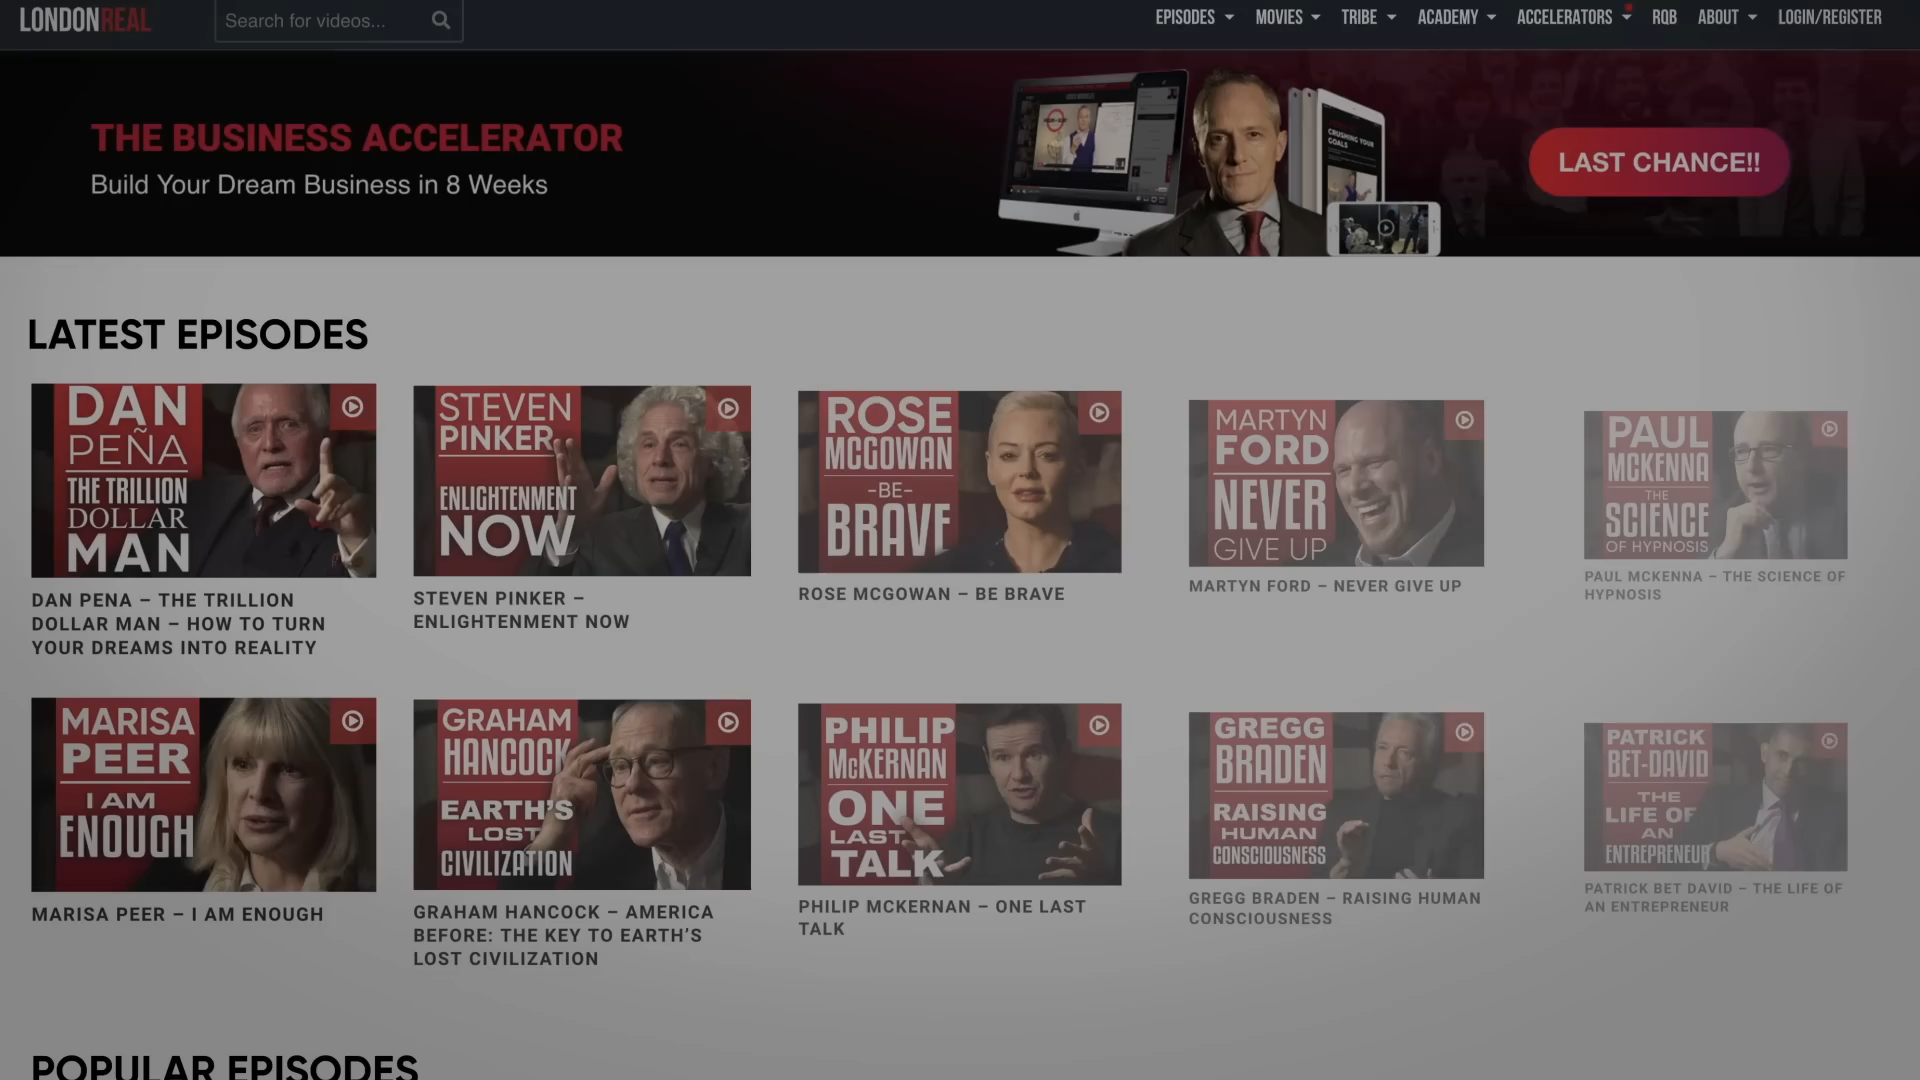 LONDONREAL
Search for videos...
EPISODES
MOVIES
TRIBE
ACADEMY
ACCELERATORS
RQB
ABOUT
LOGIN/REGISTER
THE BUSINESS ACCELERATOR
Build Your Dream Business in 8 Weeks
CRUSHING YOUR
GOALS
LAST CHANCE!!
LATEST EPISODES
DAN
PEÑA
THE TRILLION
DOLLAR
MAN
DAN PENA – THE TRILLION
DOLLAR MAN – HOW TO TURN
YOUR DREAMS INTO REALITY
STEVEN
PINKER
ENLIGHTENMENT
NOW
STEVEN PINKER –
ENLIGHTENMENT NOW
ROSE
MCGOWAN
-BE-
BRAVE
ROSE MCGOWAN – BE BRAVE
MARTYN
FORD
NEVER
GIVE UP
MARTYN FORD – NEVER GIVE UP
PAUL
MCKENNA
THE
SCIENCE
OF HYPNOSIS
PAUL MCKENNA – THE SCIENCE OF
HYPNOSIS
MARISA
PEER
I AM
ENOUGH
MARISA PEER – I AM ENOUGH
GRAHAM
HANCOCK
EARTH'S
LOST
CIVILIZATION
GRAHAM HANCOCK – AMERICA
BEFORE: THE KEY TO EARTH'S
LOST CIVILIZATION
PHILIP
McKERNAN
ONE
LAST
TALK
PHILIP MCKERNAN – ONE LAST
TALK
GREGG
BRADEN
RAISING
HUMAN
CONSCIOUSNESS
GREGG BRADEN – RAISING HUMAN
CONSCIOUSNESS
PATRICK
BET-DAVID
THE
LIFE OF
AN
ENTREPRENEUR
PATRICK BET DAVID – THE LIFE OF
AN ENTREPRENEUR
POPULAR EPISODES